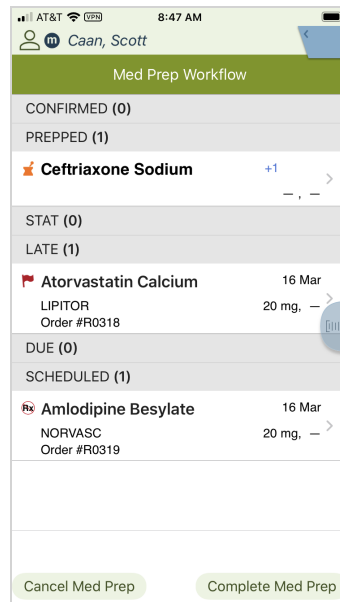 AT&T VPN 8:47 AM
m Caan, Scott
Med Prep Workflow
CONFIRMED (0)
PREPPED (1)
Ceftriaxone Sodium +1
– , –
STAT (0)
LATE (1)
Atorvastatin Calcium 16 Mar
LIPITOR 20 mg, –
Order #R0318
DUE (0)
SCHEDULED (1)
Rx Amlodipine Besylate 16 Mar
NORVASC 20 mg, –
Order #R0319
Cancel Med Prep Complete Med Prep